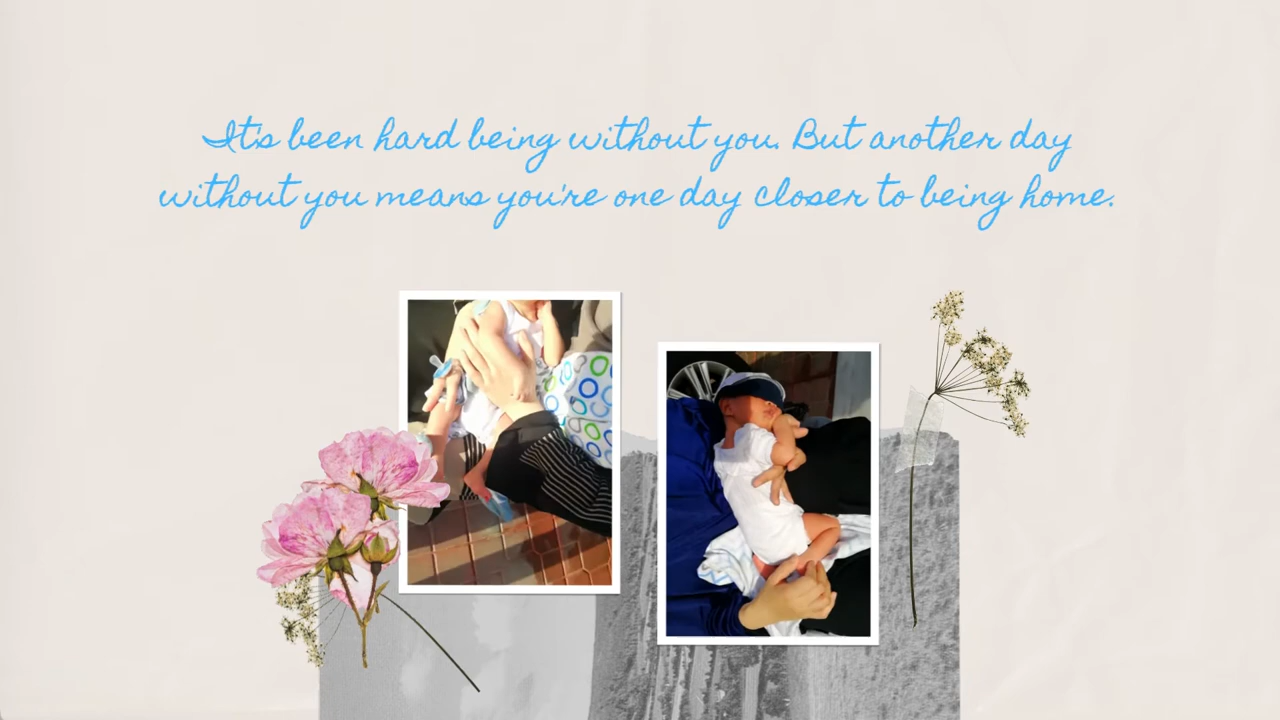 It's been hard being without you. But another day
without you means you're one day closer to being home.